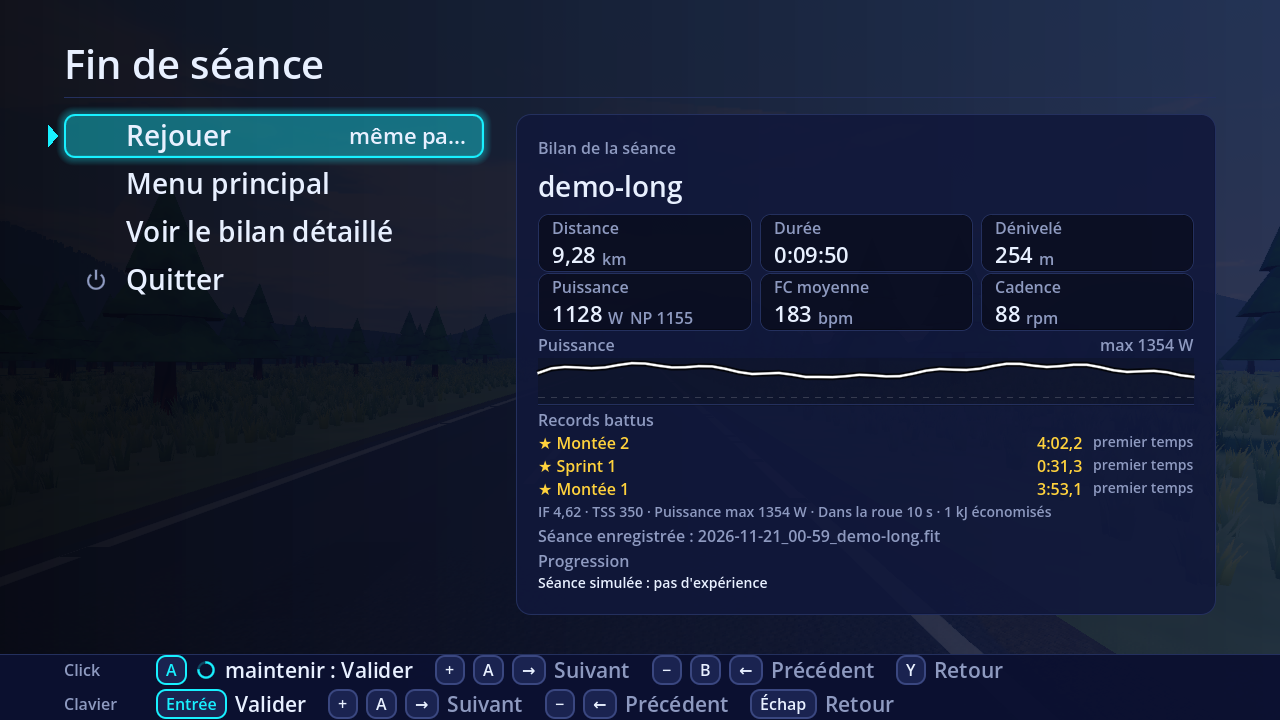 Fin de séance
Rejouer même pa...
Menu principal
Voir le bilan détaillé
Quitter
Bilan de la séance
demo-long
Distance Durée Dénivelé
9,28 km 0:09:50 254 m
Puissance FC moyenne Cadence
1128 W NP 1155 183 bpm 88 rpm
Puissance max 1354 W
Records battus
★ Montée 2 4:02,2 premier temps
★ Sprint 1 0:31,3 premier temps
★ Montée 1 3:53,1 premier temps
IF 4,62 · TSS 350 · Puissance max 1354 W · Dans la roue 10 s · 1 kJ économisés
Séance enregistrée : 2026-11-21_00-59_demo-long.fit
Progression
Séance simulée : pas d'expérience
Click A maintenir : Valider + A → Suivant − B ← Précédent Y Retour
Clavier Entrée Valider + A → Suivant − ← Précédent Échap Retour